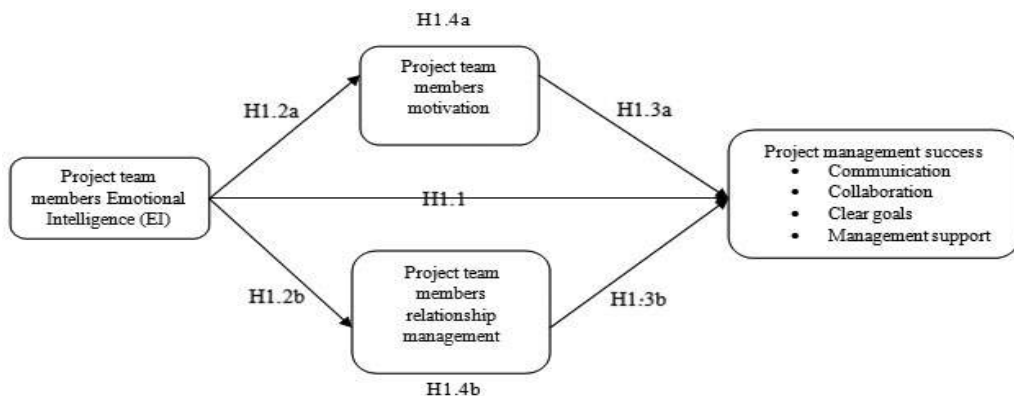 H1.4a
Project team
members
motivation
H1.2a
H1.3a
Project team
members Emotional
Intelligence (EI)
H1.1
Project management success
• Communication
• Collaboration
• Clear goals
• Management support
Project team
members
relationship
management
H1.2b
H1:3b
H1.4b